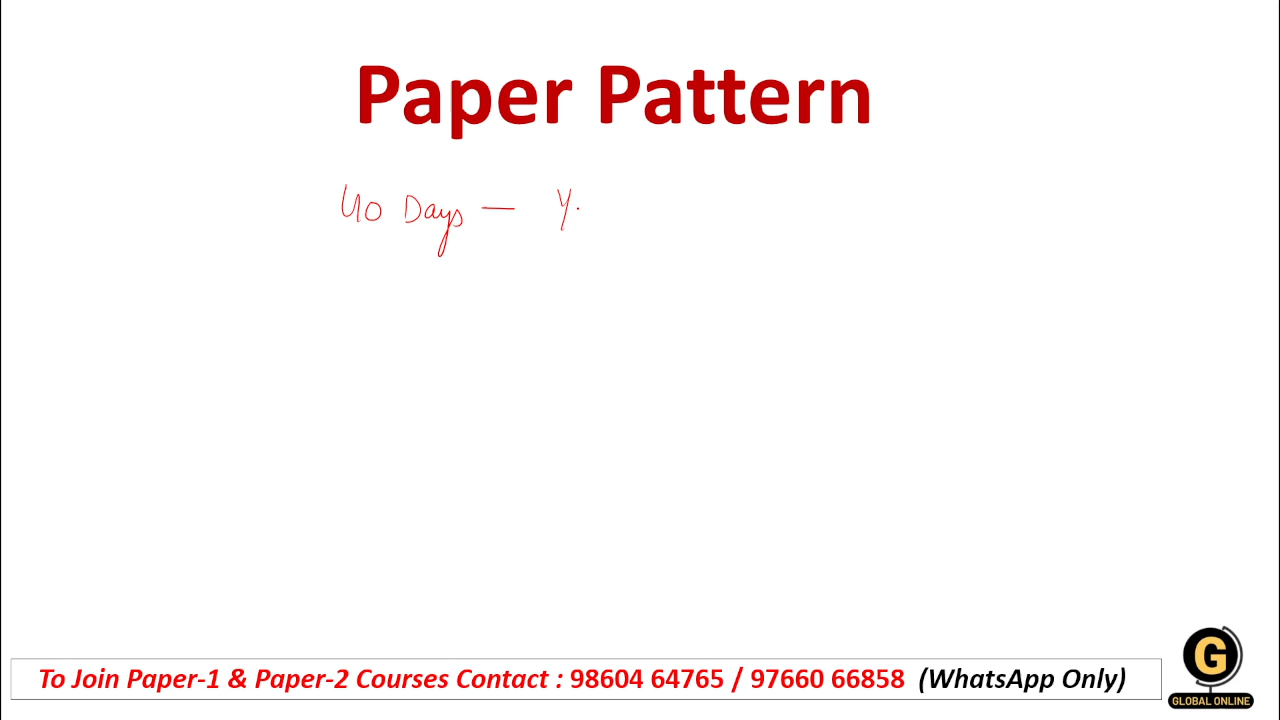 Paper Pattern
40 Days — Y.
To Join Paper-1 & Paper-2 Courses Contact : 98604 64765 / 97660 66858 (WhatsApp Only)
G
GLOBAL ONLINE